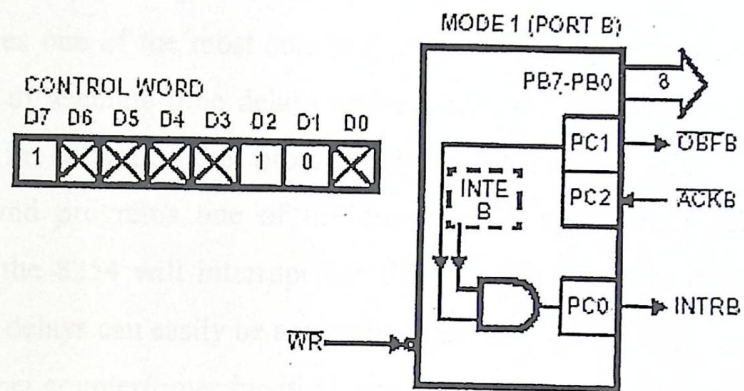 MODE 1 (PORT B)
CONTROL WORD
D7 D6 D5 D4 D3 D2 D1 D0
1 X X X X 1 0 X
PB7-PB0
8
PC1
OBFB
INTE
B
PC2
ACKB
PC0
INTRB
WR